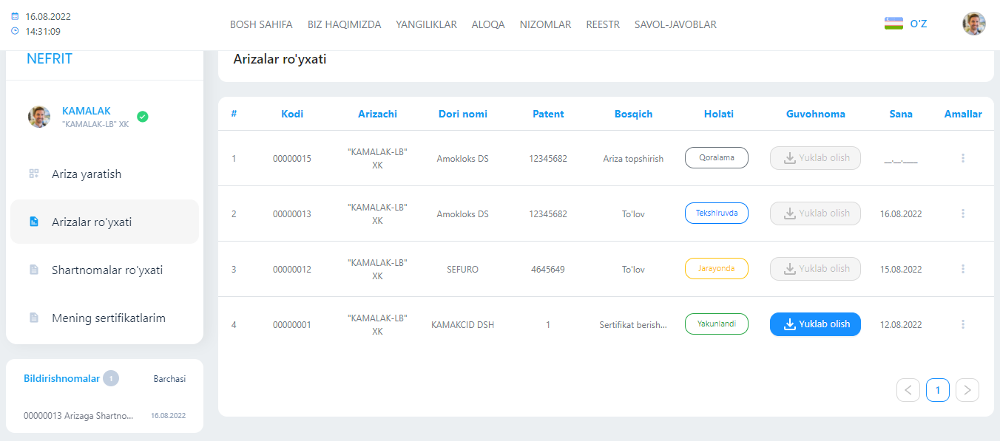 16.08.2022
14:31:09
BOSH SAHIFA BIZ HAQIMIZDA YANGILIKLAR ALOQA NIZOMLAR REESTR SAVOL-JAVOBLAR
O'Z
NEFRIT
KAMALAK
"KAMALAK-LB" XK
Ariza yaratish
Arizalar ro'yxati
Shartnomalar ro'yxati
Mening sertifikatlarim
Bildirishnomalar 1 Barchasi
00000013 Arizaga Shartno... 16.08.2022
Arizalar ro'yxati
# Kodi Arizachi Dori nomi Patent Bosqich Holati Guvohnoma Sana Amallar
1 00000015 "KAMALAK-LB" XK Amokloks DS 12345682 Ariza topshirish Qoralama Yuklab olish __.__.____
2 00000013 "KAMALAK-LB" XK Amokloks DS 12345682 To'lov Tekshiruvda Yuklab olish 16.08.2022
3 00000012 "KAMALAK-LB" XK SEFURO 4645649 To'lov Jarayonda Yuklab olish 15.08.2022
4 00000001 "KAMALAK-LB" XK KAMAKCID DSH 1 Sertifikat berish... Yakunlandi Yuklab olish 12.08.2022
< 1 >